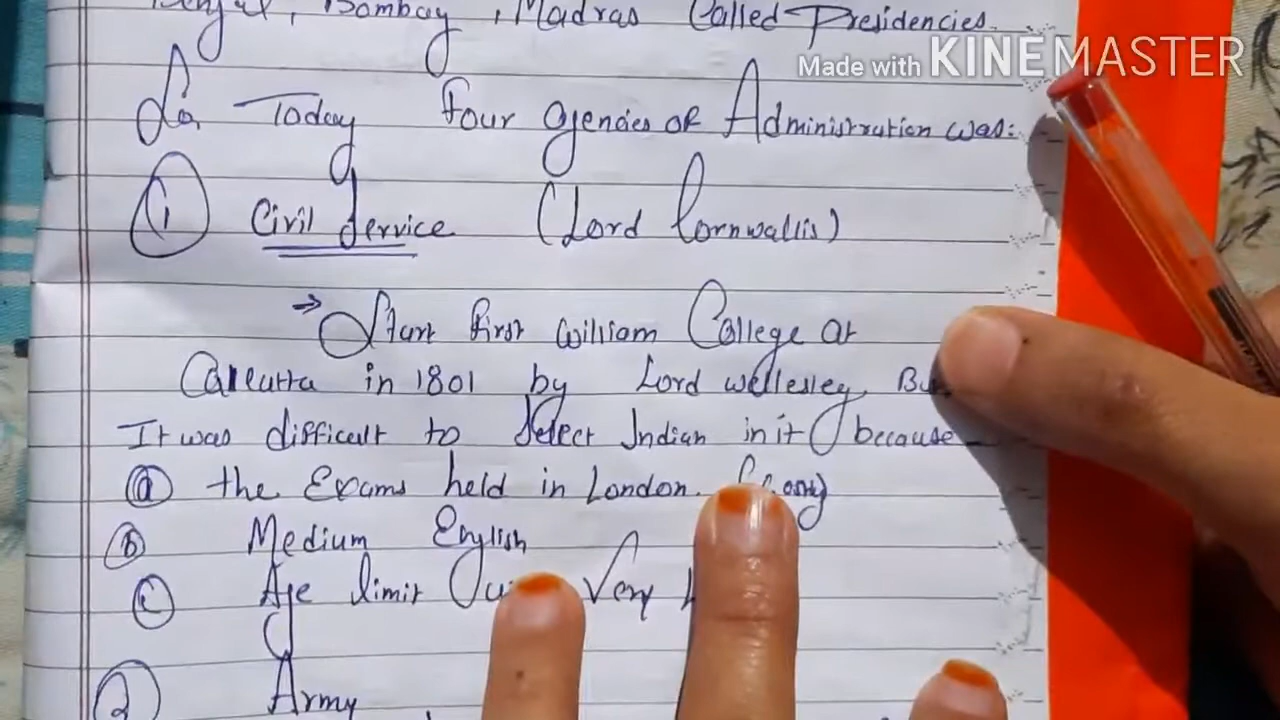 Bengal, Bombay, Madras Called Presidencies
Made with KINEMASTER
So, Today four agencies of Administration was:
1 Civil Service (Lord Cornwallis)
→ Start first William College at
Calcutta in 1801 by Lord Wellesley. Bu
It was difficult to Select Indian in it because
a the Exams held in London.
b Medium English
c Age limit Very
2 Army